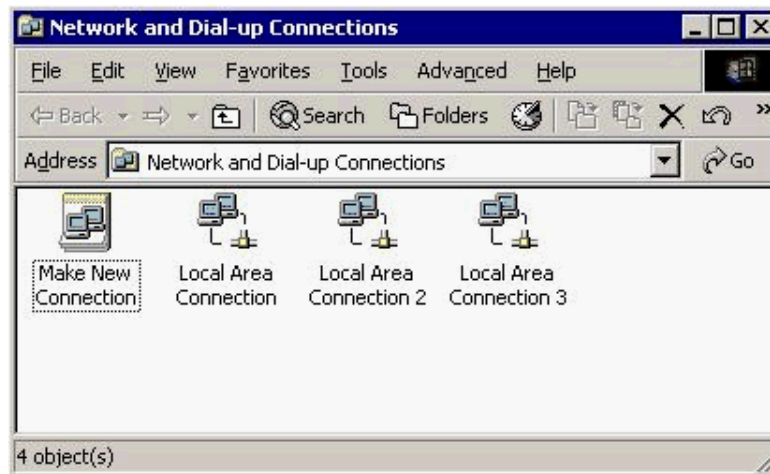 Network and Dial-up Connections
File Edit View Favorites Tools Advanced Help
Back Search Folders »
Address Network and Dial-up Connections Go
Make New Connection
Local Area Connection
Local Area Connection 2
Local Area Connection 3
4 object(s)